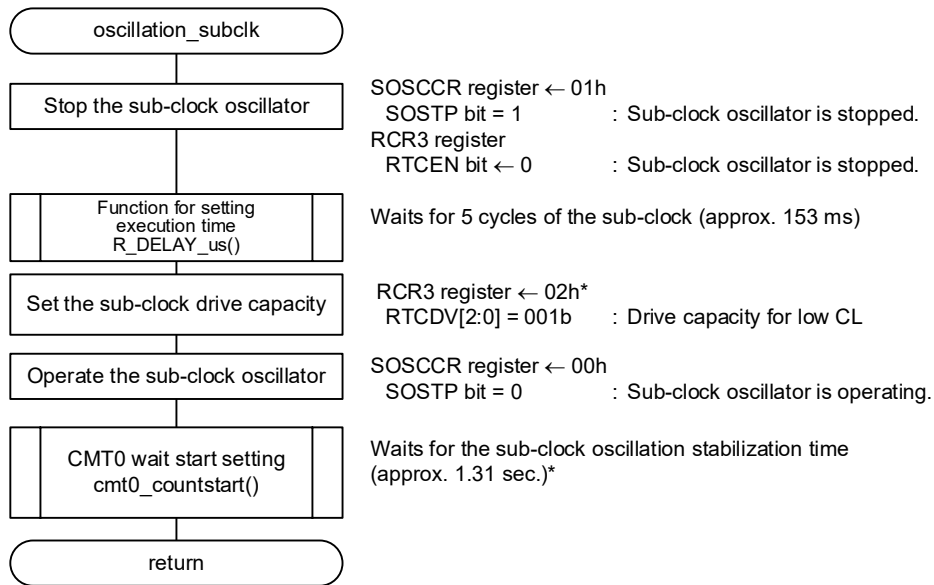 oscillation_subclk
Stop the sub-clock oscillator
SOSCCR register ← 01h
SOSTP bit = 1 : Sub-clock oscillator is stopped.
RCR3 register
RTCEN bit ← 0 : Sub-clock oscillator is stopped.
Function for setting
execution time
R_DELAY_us()
Waits for 5 cycles of the sub-clock (approx. 153 ms)
Set the sub-clock drive capacity
RCR3 register ← 02h*
RTCDV[2:0] = 001b : Drive capacity for low CL
Operate the sub-clock oscillator
SOSCCR register ← 00h
SOSTP bit = 0 : Sub-clock oscillator is operating.
CMT0 wait start setting
cmt0_countstart()
Waits for the sub-clock oscillation stabilization time
(approx. 1.31 sec.)*
return